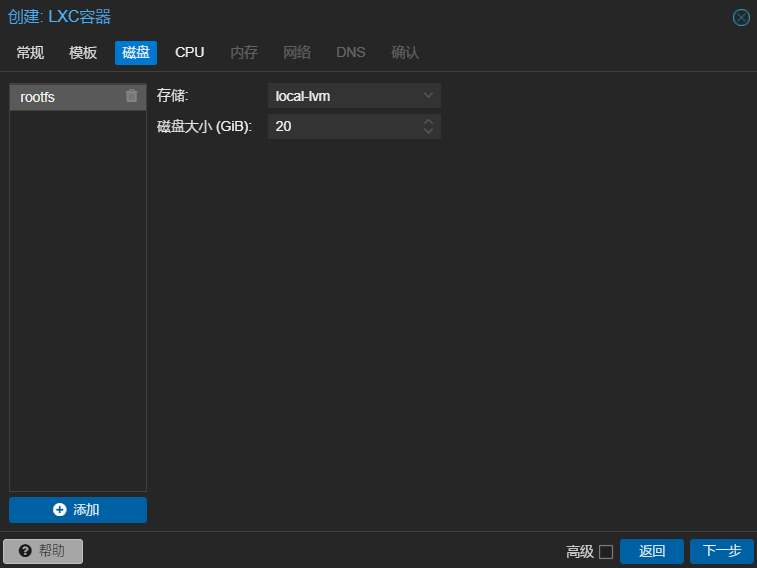 创建: LXC容器
常规 模板 磁盘 CPU 内存 网络 DNS 确认
rootfs 存储: local-lvm
磁盘大小 (GiB): 20
添加
帮助 高级 返回 下一步